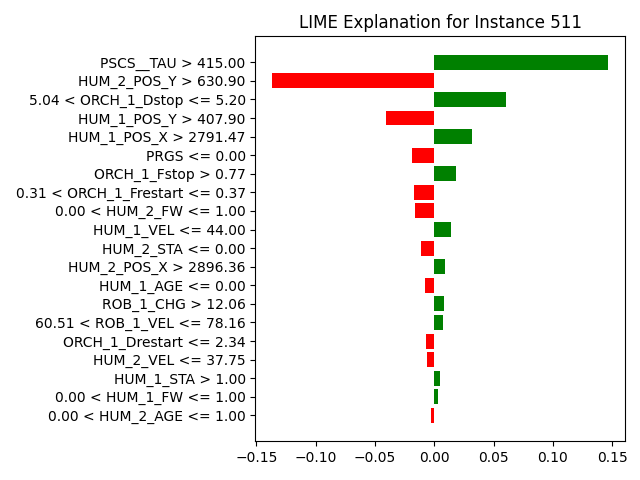 LIME Explanation for Instance 511
PSCS__TAU > 415.00
HUM_2_POS_Y > 630.90
5.04 < ORCH_1_Dstop <= 5.20
HUM_1_POS_Y > 407.90
HUM_1_POS_X > 2791.47
PRGS <= 0.00
ORCH_1_Fstop > 0.77
0.31 < ORCH_1_Frestart <= 0.37
0.00 < HUM_2_FW <= 1.00
HUM_1_VEL <= 44.00
HUM_2_STA <= 0.00
HUM_2_POS_X > 2896.36
HUM_1_AGE <= 0.00
ROB_1_CHG > 12.06
60.51 < ROB_1_VEL <= 78.16
ORCH_1_Drestart <= 2.34
HUM_2_VEL <= 37.75
HUM_1_STA > 1.00
0.00 < HUM_1_FW <= 1.00
0.00 < HUM_2_AGE <= 1.00
−0.15 −0.10 −0.05 0.00 0.05 0.10 0.15